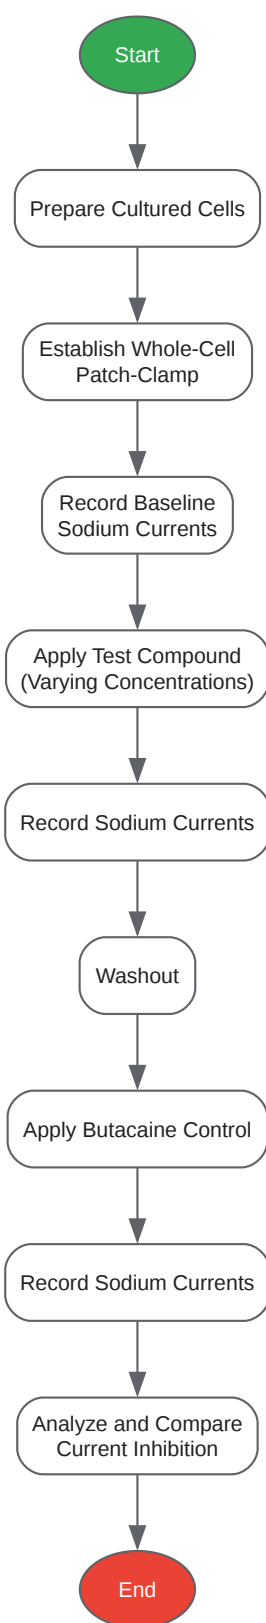 Start
Prepare Cultured Cells
Establish Whole-Cell
Patch-Clamp
Record Baseline
Sodium Currents
Apply Test Compound
(Varying Concentrations)
Record Sodium Currents
Washout
Apply Butacaine Control
Record Sodium Currents
Analyze and Compare
Current Inhibition
End